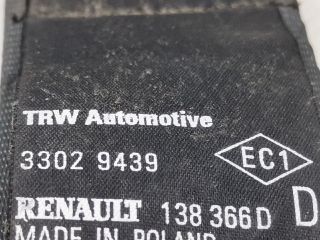 TRW Automotive
3302 9439 EC1
RENAULT 138 366 D D
MADE IN POLAND